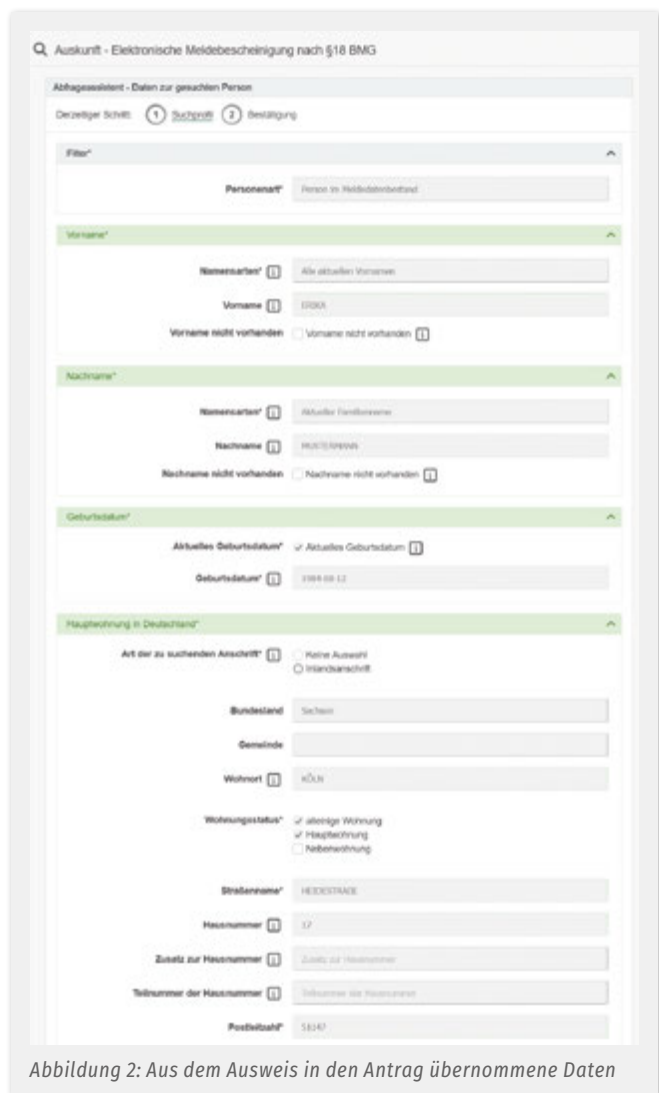 Auskunft - Elektronische Meldebescheinigung nach §18 BMG
Abfrageassistent - Daten zur gesuchten Person
Derzeitiger Schritt: 1 Suchprofil 2 Bestätigung
Filter*
Personenart* Person im Meldedatenbestand
Vorname*
Namensarten* i Alle aktuellen Vornamen
Vorname i ERIKA
Vorname nicht vorhanden Vorname nicht vorhanden i
Nachname*
Namensarten* i Aktueller Familienname
Nachname i MUSTERMANN
Nachname nicht vorhanden Nachname nicht vorhanden i
Geburtsdatum*
Aktuelles Geburtsdatum* Aktuelles Geburtsdatum i
Geburtsdatum* i 1984-08-12
Hauptwohnung in Deutschland*
Art der zu suchenden Anschrift* i Keine Auswahl
Inlandsanschrift
Bundesland Sachsen
Gemeinde
Wohnort i KÖLN
Wohnungsstatus* alleinige Wohnung
Hauptwohnung
Nebenwohnung
Straßenname* HEIDESTRAßE
Hausnummer i 17
Zusatz zur Hausnummer i Zusatz zur Hausnummer
Teilnummer der Hausnummer i Teilnummer der Hausnummer
Postleitzahl* 51147
Abbildung 2: Aus dem Ausweis in den Antrag übernommene Daten